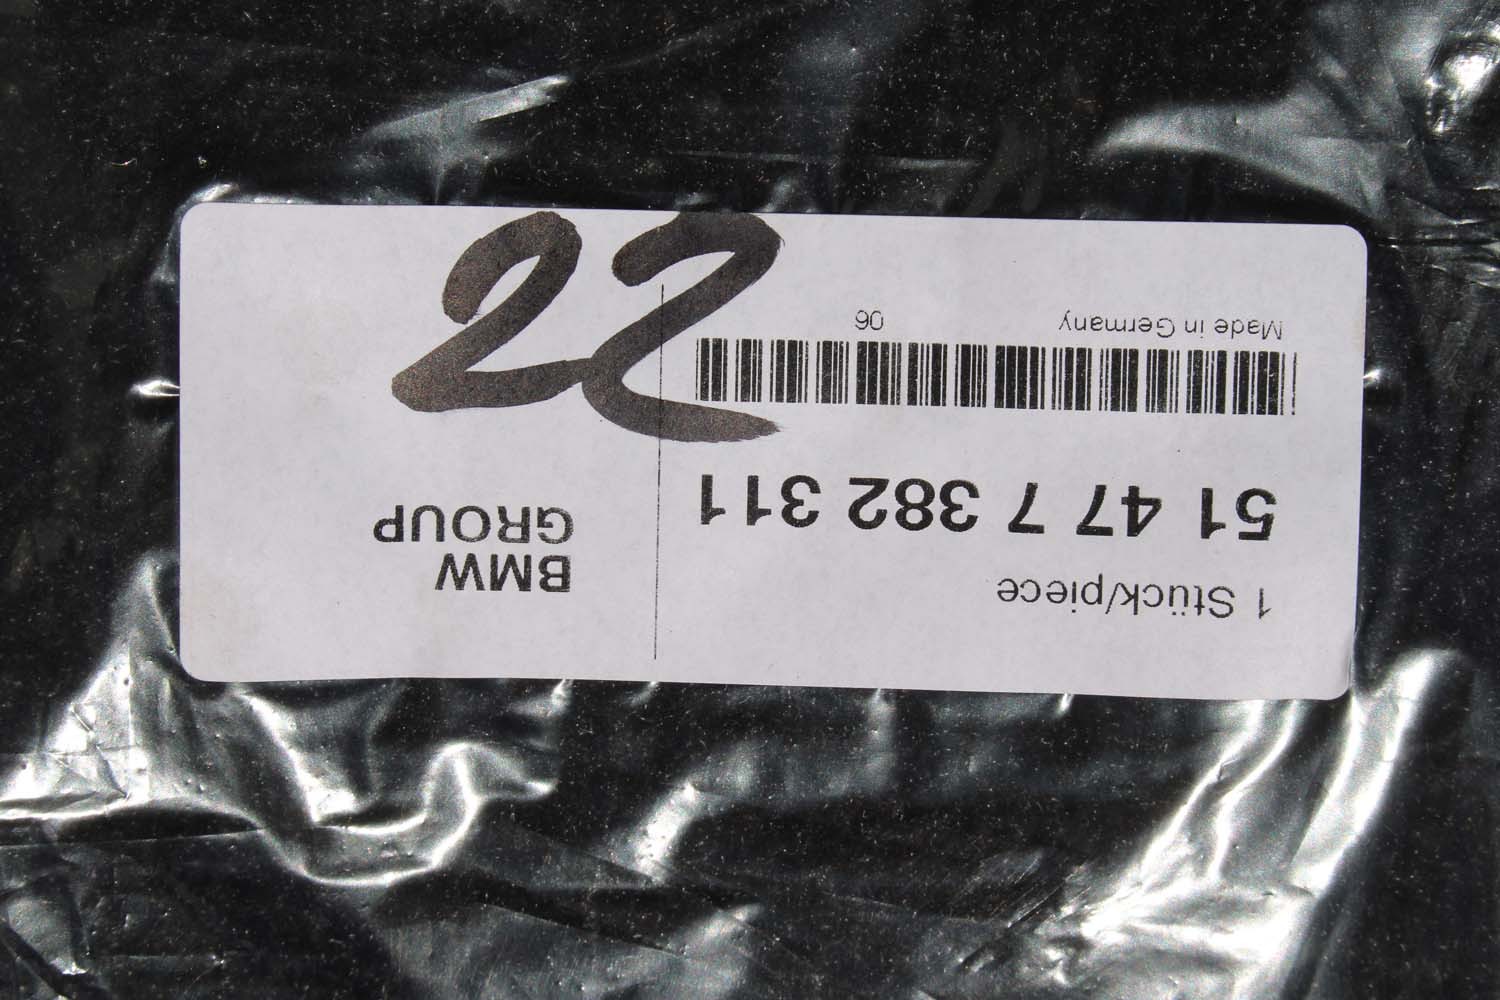 1 Stück/piece
51 47 7 382 311
Made in Germany 06
BMW
GROUP
22